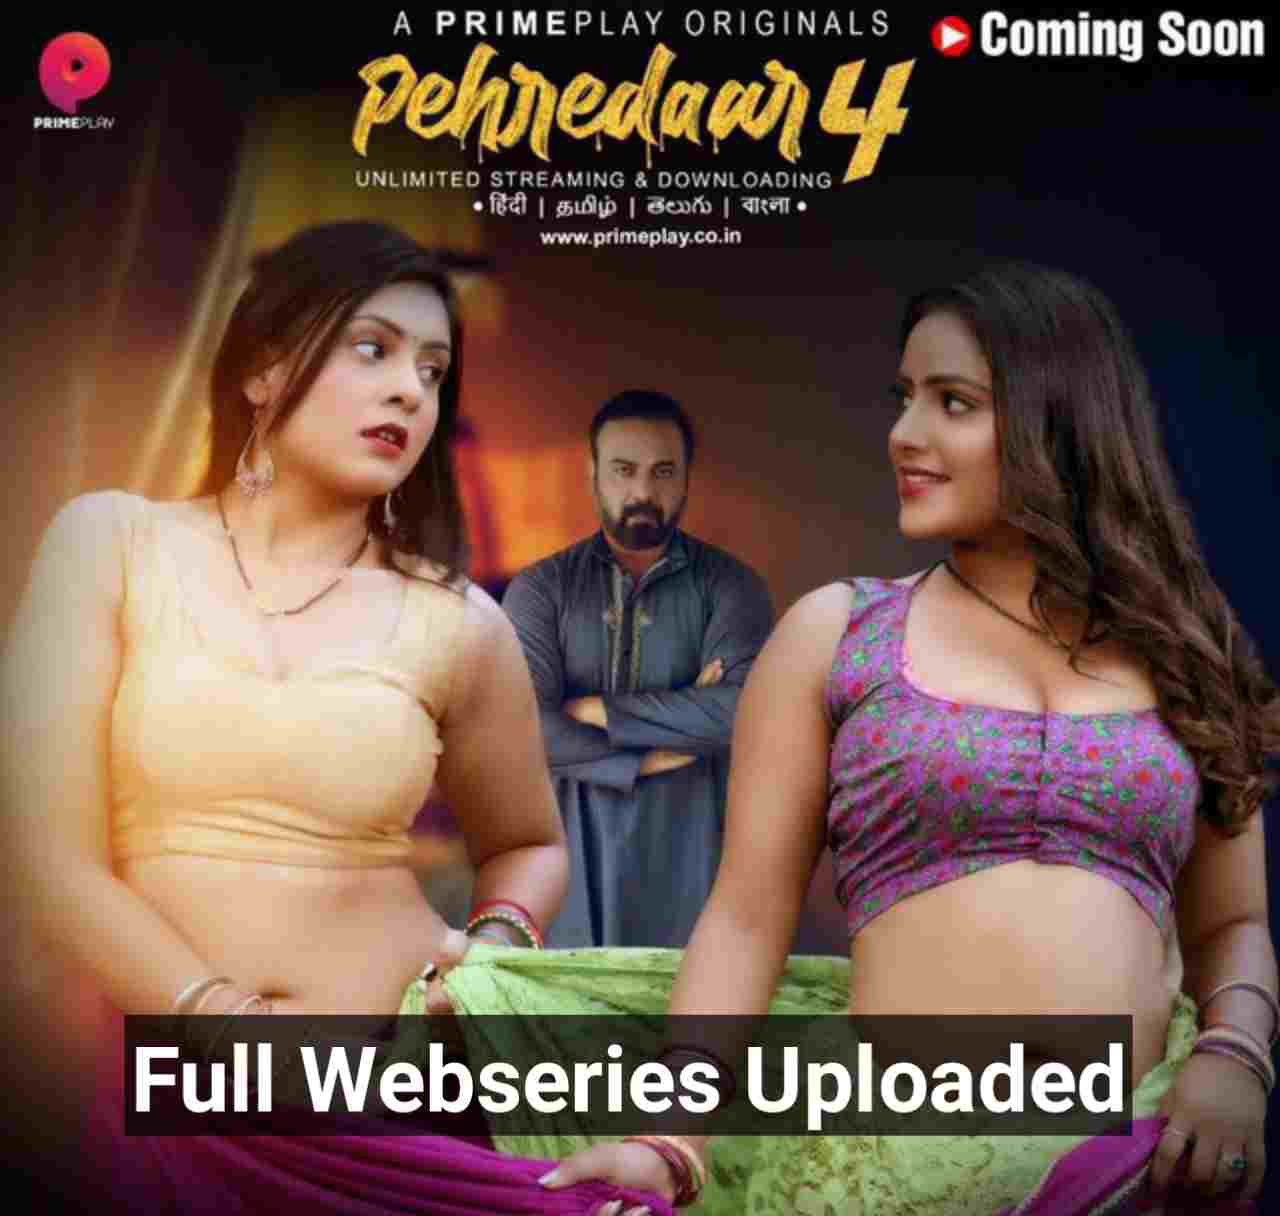 A PRIMEPLAY ORIGINALS
Coming Soon
PRIMEPLAY
Pehredaar 4
UNLIMITED STREAMING & DOWNLOADING
• हिंदी | தமிழ் | తెలుగు | বাংলা •
www.primeplay.co.in
Full Webseries Uploaded